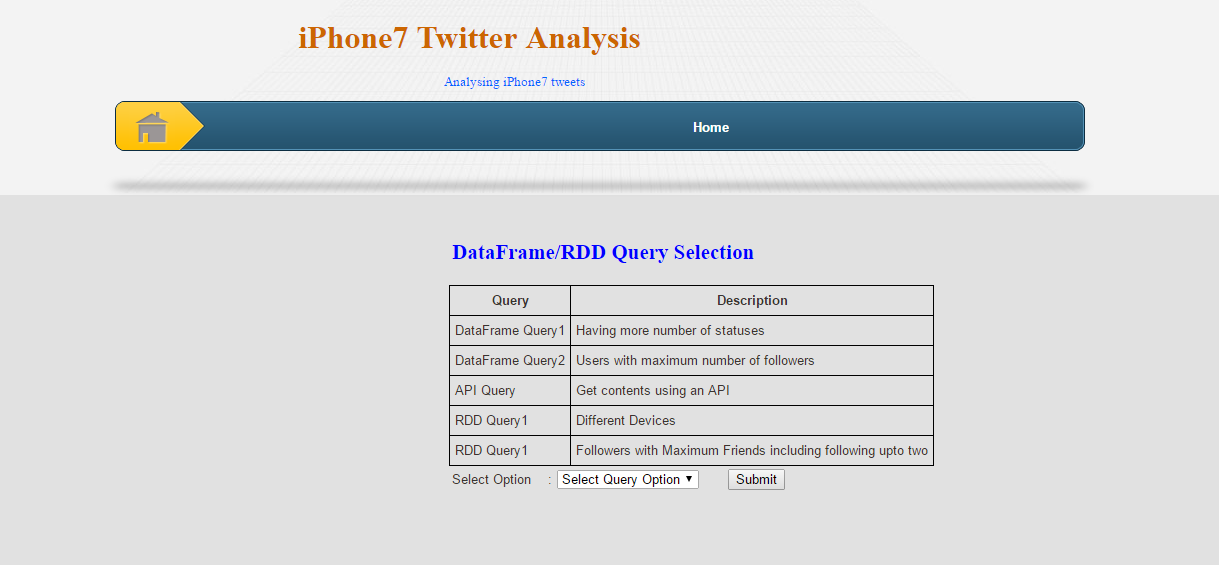 iPhone7 Twitter Analysis
Analysing iPhone7 tweets
Home
DataFrame/RDD Query Selection
Query Description
DataFrame Query1 Having more number of statuses
DataFrame Query2 Users with maximum number of followers
API Query Get contents using an API
RDD Query1 Different Devices
RDD Query1 Followers with Maximum Friends including following upto two
Select Option : Select Query Option Submit